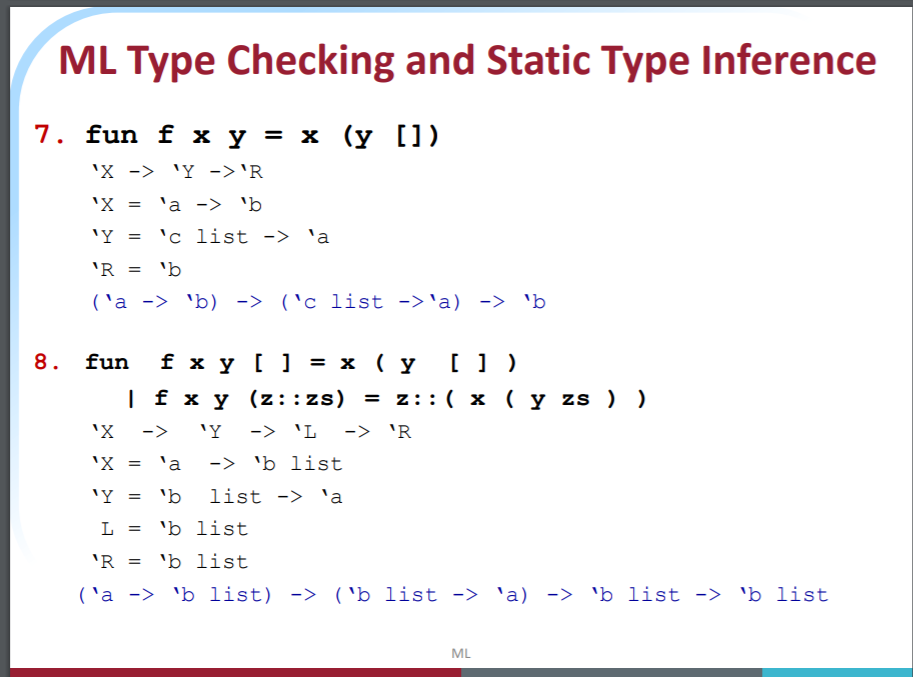 ML Type Checking and Static Type Inference
7. fun f x y = x (y [])
‛X -> ‛Y ->‛R
‛X = ‛a -> ‛b
‛Y = ‛c list -> ‛a
‛R = ‛b
(‛a -> ‛b) -> (‛c list ->‛a) -> ‛b
8. fun f x y [ ] = x ( y [ ] )
| f x y (z::zs) = z::( x ( y zs ) )
‛X -> ‛Y -> ‛L -> ‛R
‛X = ‛a -> ‛b list
‛Y = ‛b list -> ‛a
L = ‛b list
‛R = ‛b list
(‛a -> ‛b list) -> (‛b list -> ‛a) -> ‛b list -> ‛b list
ML